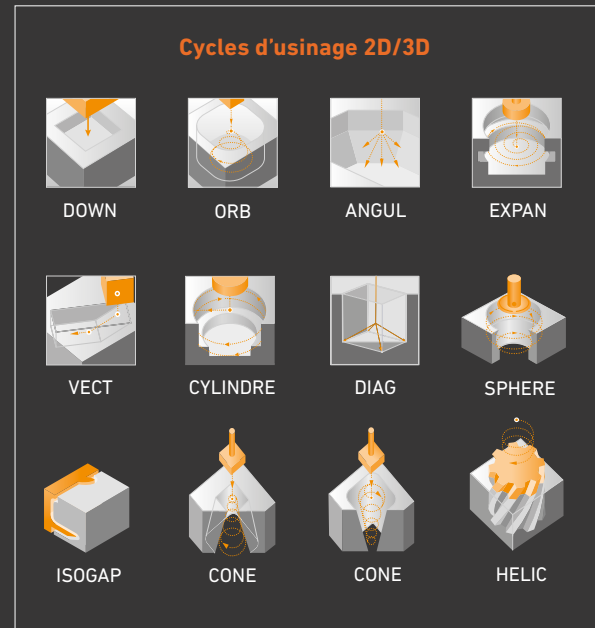 Cycles d'usinage 2D/3D
DOWN
ORB
ANGUL
EXPAN
VECT
CYLINDRE
DIAG
SPHERE
ISOGAP
CONE
CONE
HELIC